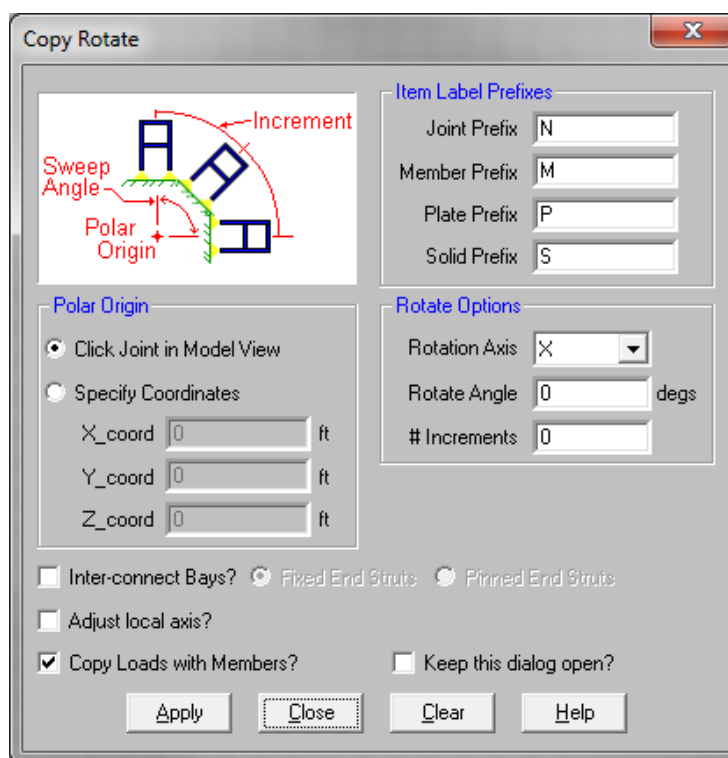 Copy Rotate
Increment
Sweep
Angle
Polar
Origin
Item Label Prefixes
Joint Prefix N
Member Prefix M
Plate Prefix P
Solid Prefix S
Polar Origin
Click Joint in Model View
Specify Coordinates
X_coord 0 ft
Y_coord 0 ft
Z_coord 0 ft
Rotate Options
Rotation Axis X
Rotate Angle 0 degs
# Increments 0
Inter-connect Bays? Fixed End Struts Pinned End Struts
Adjust local axis?
Copy Loads with Members? Keep this dialog open?
Apply Close Clear Help